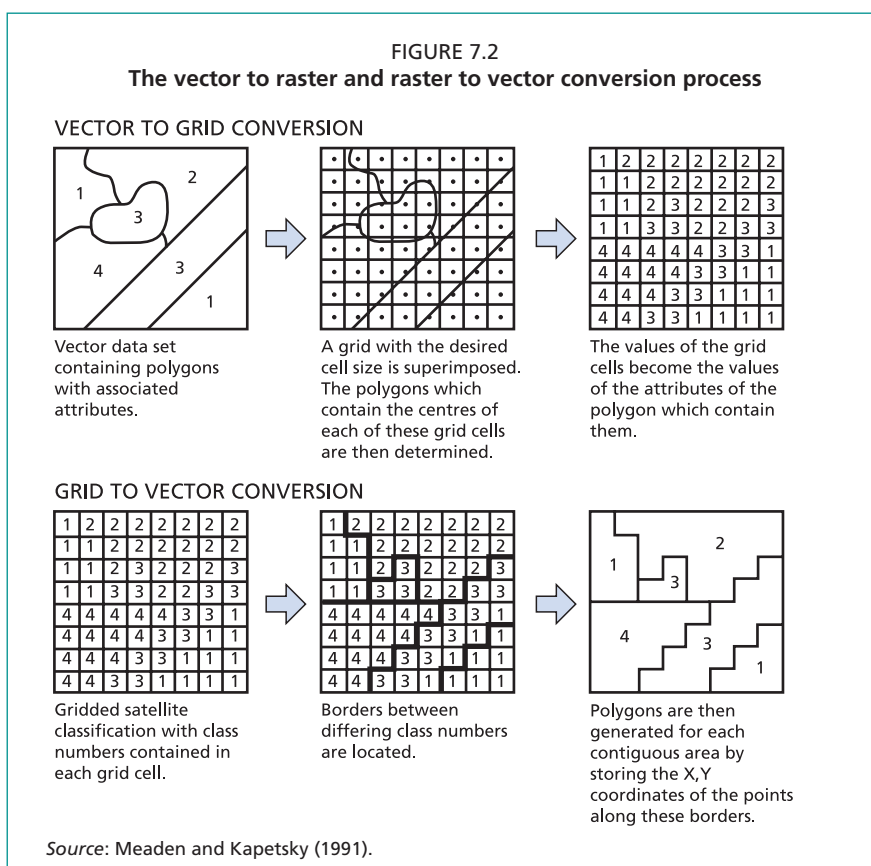 FIGURE 7.2
The vector to raster and raster to vector conversion process
VECTOR TO GRID CONVERSION
1
2
3
4
3
1
Vector data set
containing polygons
with associated
attributes.
A grid with the desired
cell size is superimposed.
The polygons which
contain the centres of
each of these grid cells
are then determined.
1 2 2 2 2 2 2 2
1 1 2 2 2 2 2 2
1 1 2 3 2 2 2 3
1 1 3 3 2 2 3 3
4 4 4 4 4 3 3 1
4 4 4 4 3 3 1 1
4 4 4 3 3 1 1 1
4 4 3 3 1 1 1 1
The values of the grid
cells become the values
of the attributes of the
polygon which contain
them.
GRID TO VECTOR CONVERSION
1 2 2 2 2 2 2 2
1 1 2 2 2 2 2 2
1 1 2 3 2 2 2 3
1 1 3 3 2 2 3 3
4 4 4 4 4 3 3 1
4 4 4 4 3 3 1 1
4 4 4 3 3 1 1 1
4 4 3 3 1 1 1 1
Gridded satellite
classification with class
numbers contained in
each grid cell.
1 2 2 2 2 2 2 2
1 1 2 2 2 2 2 2
1 1 2 3 2 2 2 3
1 1 3 3 2 2 3 3
4 4 4 4 4 3 3 1
4 4 4 4 3 3 1 1
4 4 4 3 3 1 1 1
4 4 3 3 1 1 1 1
Borders between
differing class numbers
are located.
2
1
3
4
3
1
Polygons are then
generated for each
contiguous area by
storing the X,Y
coordinates of the points
along these borders.
Source: Meaden and Kapetsky (1991).